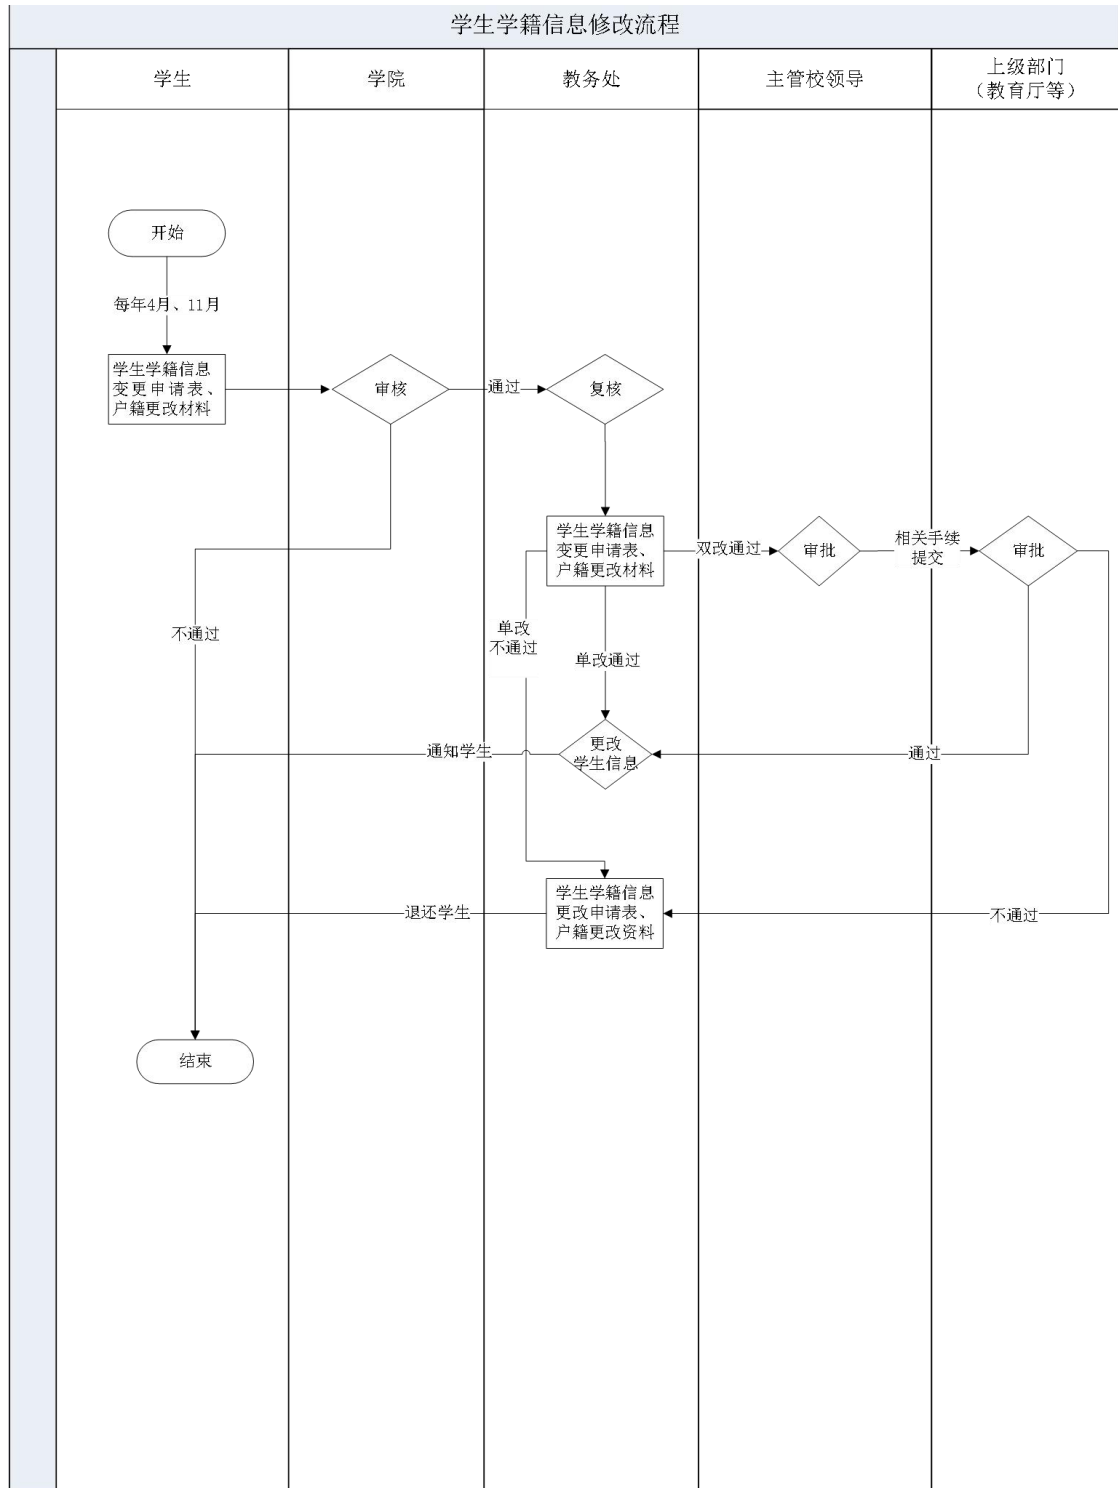 学生学籍信息修改流程
学生
学院
教务处
主管校领导
上级部门
（教育厅等）
开始
每年4月、11月
学生学籍信息
变更申请表、
户籍更改材料
审核
通过
复核
学生学籍信息
变更申请表、
户籍更改材料
双改通过
审批
相关手续
提交
审批
不通过
单改
不通过
单改通过
通知学生
更改
学生信息
通过
退还学生
学生学籍信息
更改申请表、
户籍更改资料
不通过
结束